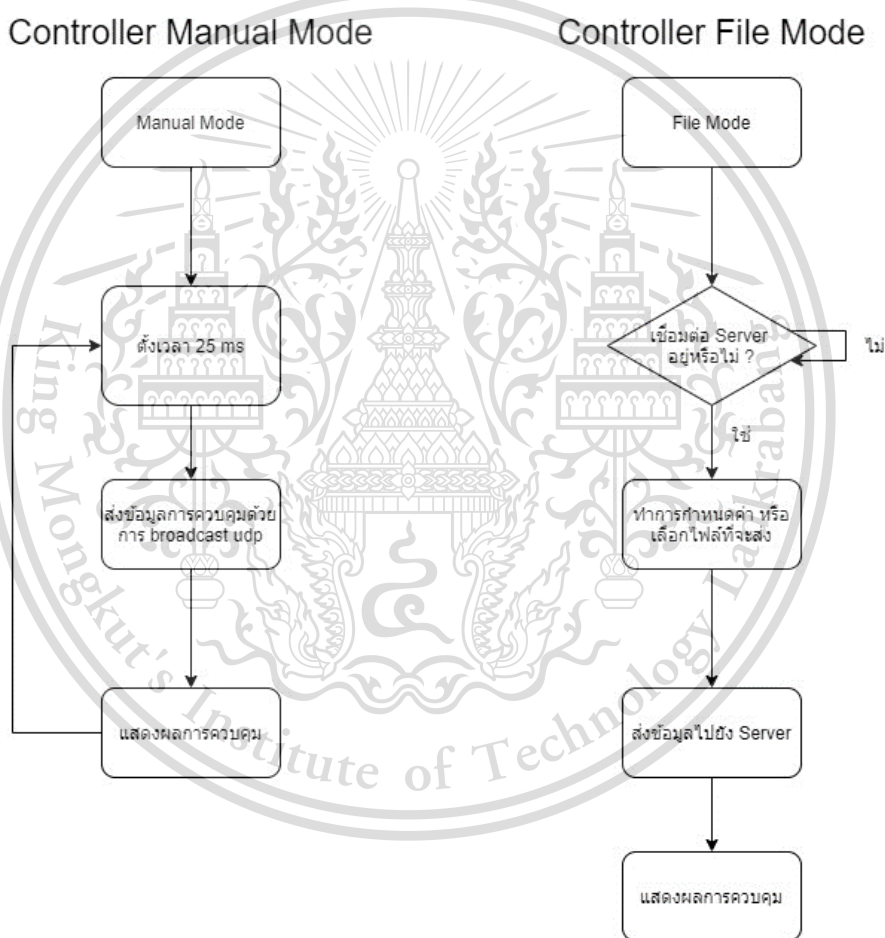 Controller Manual Mode
Controller File Mode
Manual Mode
ตั้งเวลา 25 ms
ส่งข้อมูลการควบคุมด้วย
การ broadcast udp
แสดงผลการควบคุม
File Mode
เชื่อมต่อ Server
อยู่หรือไม่ ?
ไม่
ใช่
ทำการกำหนดค่า หรือ
เลือกไฟล์ที่จะส่ง
ส่งข้อมูลไปยัง Server
แสดงผลการควบคุม
King Mongkut's Institute of Technology Ladkrabang